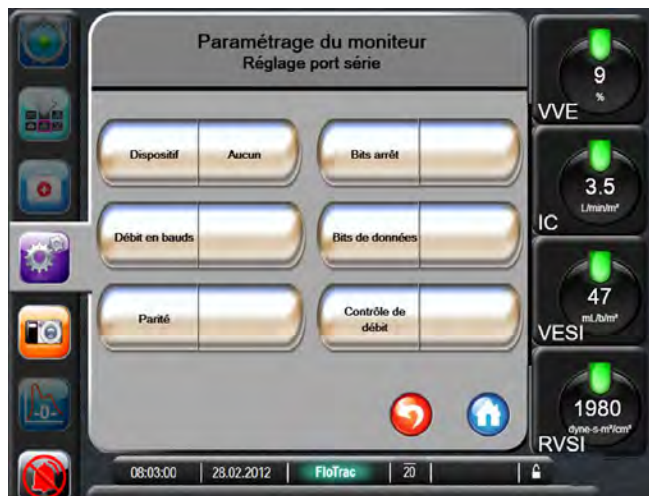 Paramétrage du moniteur
Réglage port série
Dispositif
Aucun
Bits arrêt
Débit en bauds
Bits de données
Parité
Contrôle de
débit
9
%
VVE
3.5
L/min/m²
IC
47
mL/b/m²
VESI
1980
dyne-s-m²/cm⁵
RVSI
-0-
08:03:00
28.02.2012
FloTrac
20